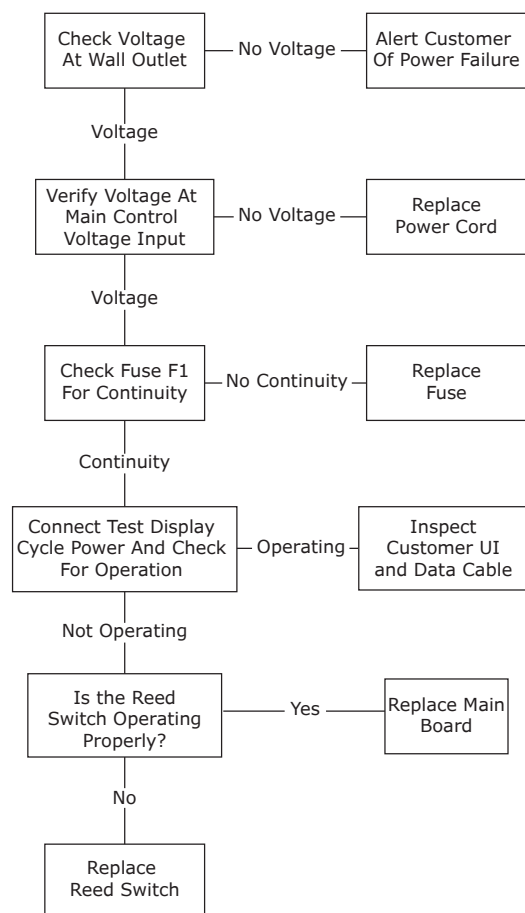 Check Voltage
At Wall Outlet
No Voltage
Alert Customer
Of Power Failure
Voltage
Verify Voltage At
Main Control
Voltage Input
No Voltage
Replace
Power Cord
Voltage
Check Fuse F1
For Continuity
No Continuity
Replace
Fuse
Continuity
Connect Test Display
Cycle Power And Check
For Operation
Operating
Inspect
Customer UI
and Data Cable
Not Operating
Is the Reed
Switch Operating
Properly?
Yes
Replace Main
Board
No
Replace
Reed Switch